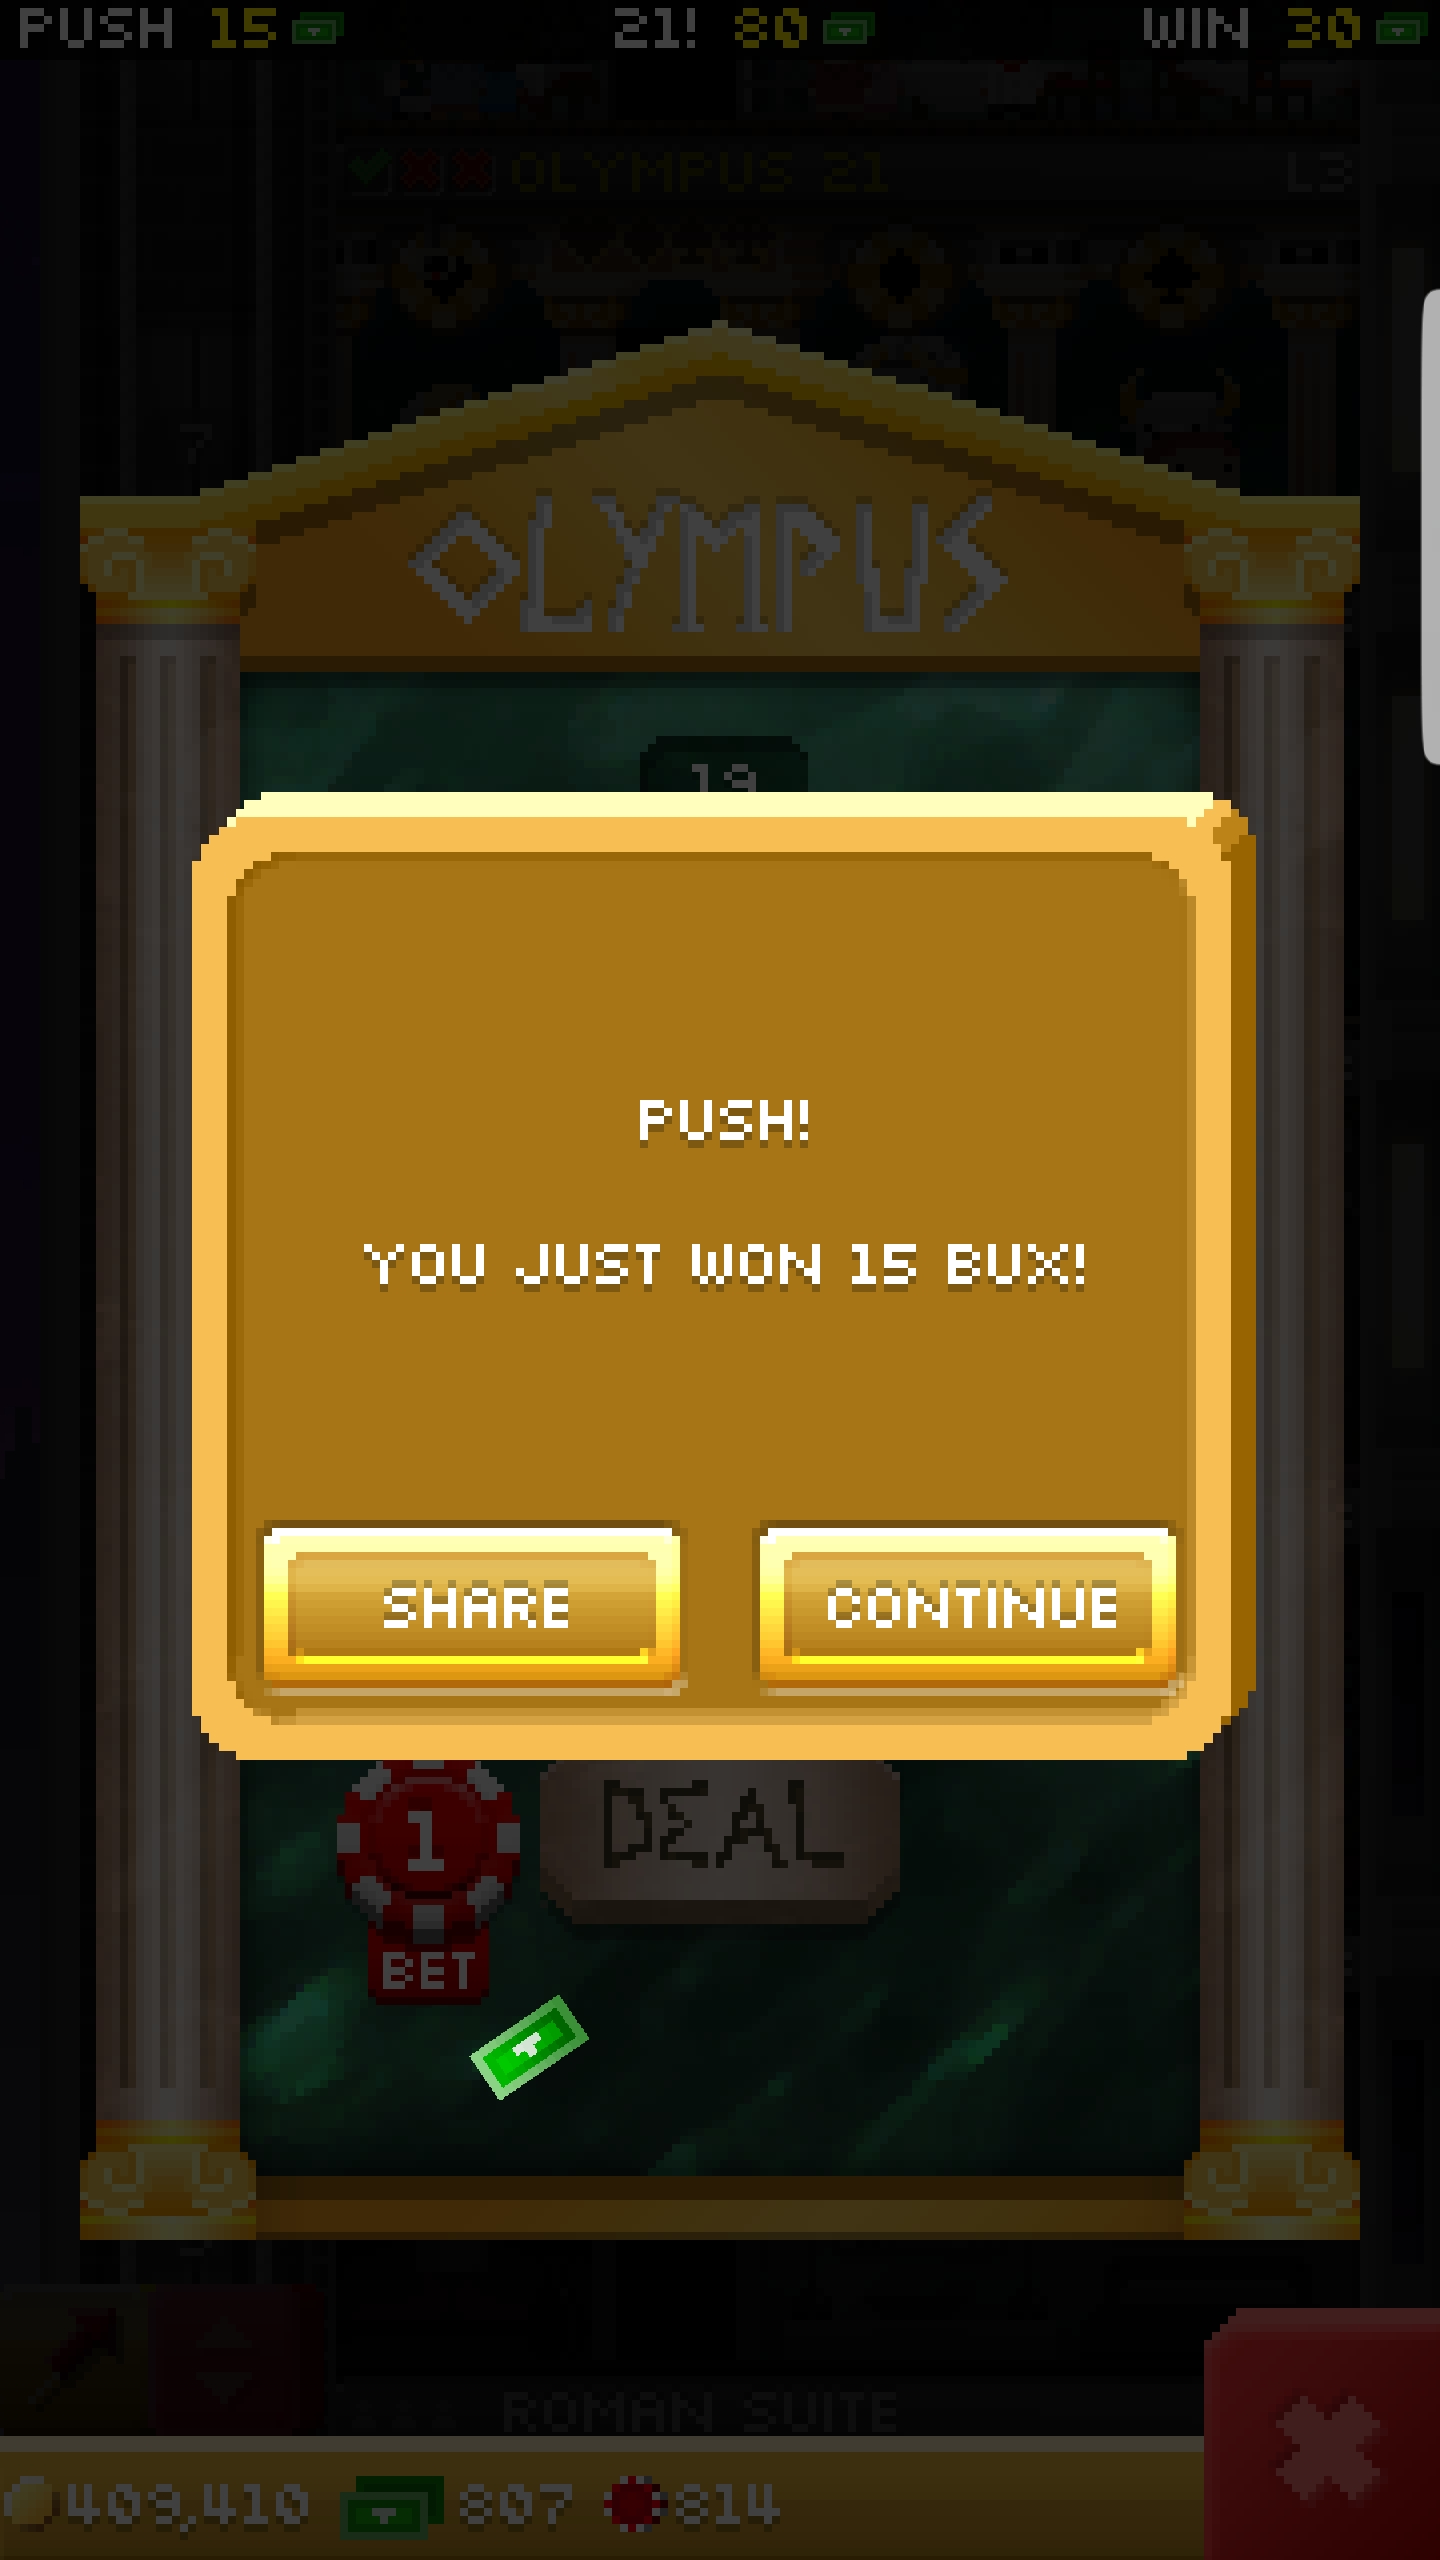 PUSH 15 21! 80 WIN 30
OLYMPUS 21 L3
7
OLYMPUS
19
PUSH!
YOU JUST WON 15 BUX!
SHARE CONTINUE
1 DEAL
BET
ROMAN SUITE
409,410 807 814